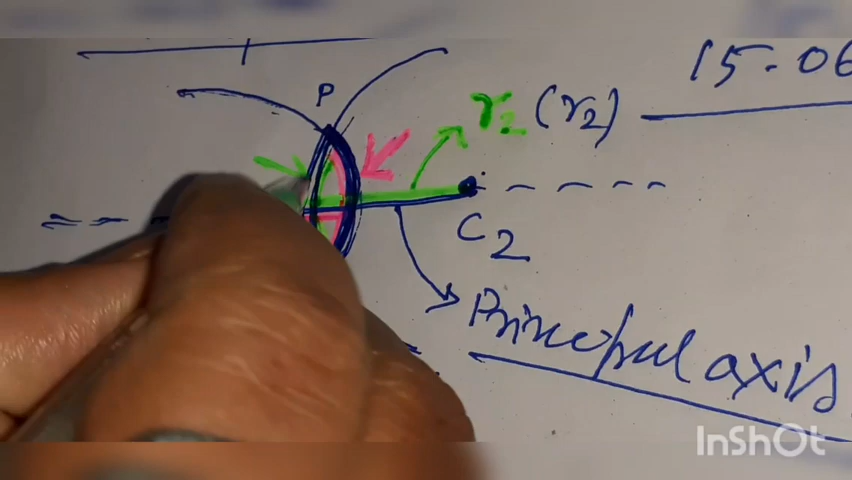 15.06
P
r₂ (r₂)
C₂
Principal axis.
InShOt